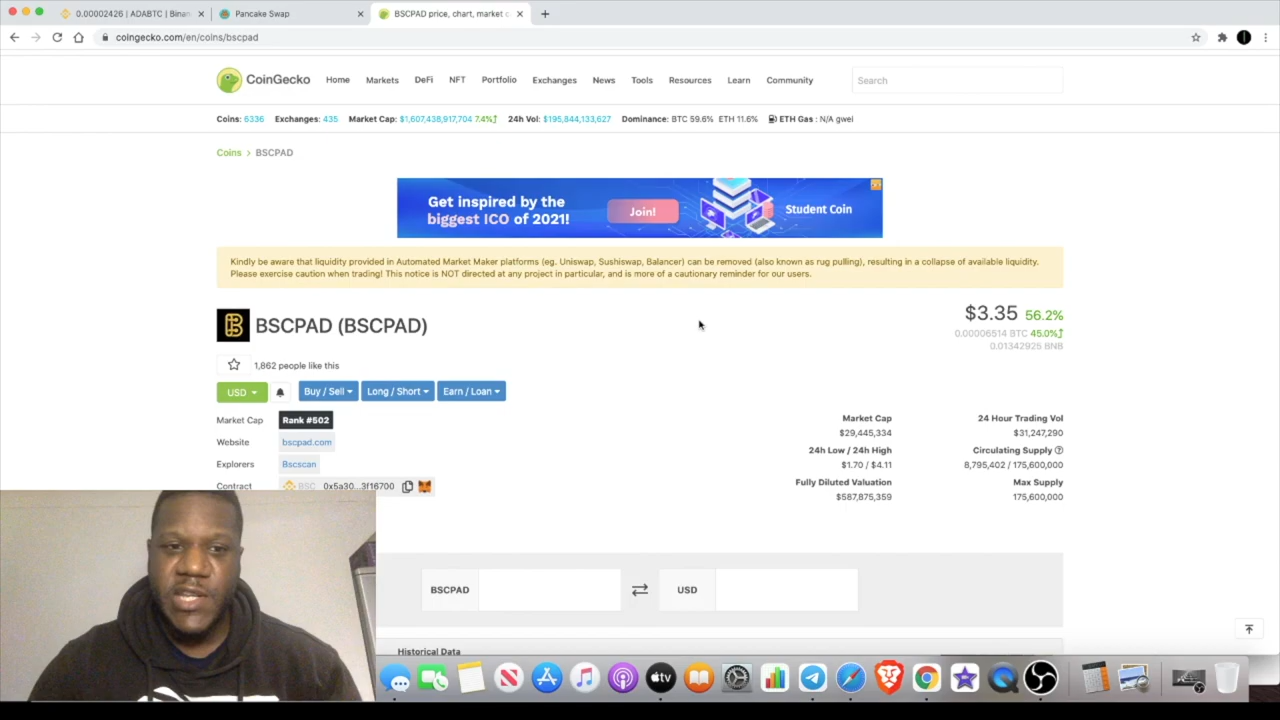 0.00002426 | ADABTC | Binan
Pancake Swap
BSCPAD price, chart, market c
coingecko.com/en/coins/bscpad
CoinGecko
Home
Markets
DeFi
NFT
Portfolio
Exchanges
News
Tools
Resources
Learn
Community
Search
Coins: 6336 Exchanges: 435 Market Cap: $1,607,438,917,704 7.4% 24h Vol: $195,844,133,627 Dominance: BTC 59.6% ETH 11.6% ETH Gas : N/A gwei
Coins > BSCPAD
Get inspired by the
biggest ICO of 2021!
Join!
Student Coin
Kindly be aware that liquidity provided in Automated Market Maker platforms (eg. Uniswap, Sushiswap, Balancer) can be removed (also known as rug pulling), resulting in a collapse of available liquidity.
Please exercise caution when trading! This notice is NOT directed at any project in particular, and is more of a cautionary reminder for our users.
BSCPAD (BSCPAD)
$3.35 56.2%
0.00006514 BTC 45.0%
0.01342925 BNB
1,862 people like this
USD
Buy / Sell
Long / Short
Earn / Loan
Market Cap Rank #502
Website bscpad.com
Explorers Bscscan
Contract BSC 0x5a30...3f16700
Market Cap
$29,445,334
24 Hour Trading Vol
$31,247,290
24h Low / 24h High
$1.70 / $4.11
Circulating Supply
8,795,402 / 175,600,000
Fully Diluted Valuation
$587,875,359
Max Supply
175,600,000
BSCPAD
USD
Historical Data
tv